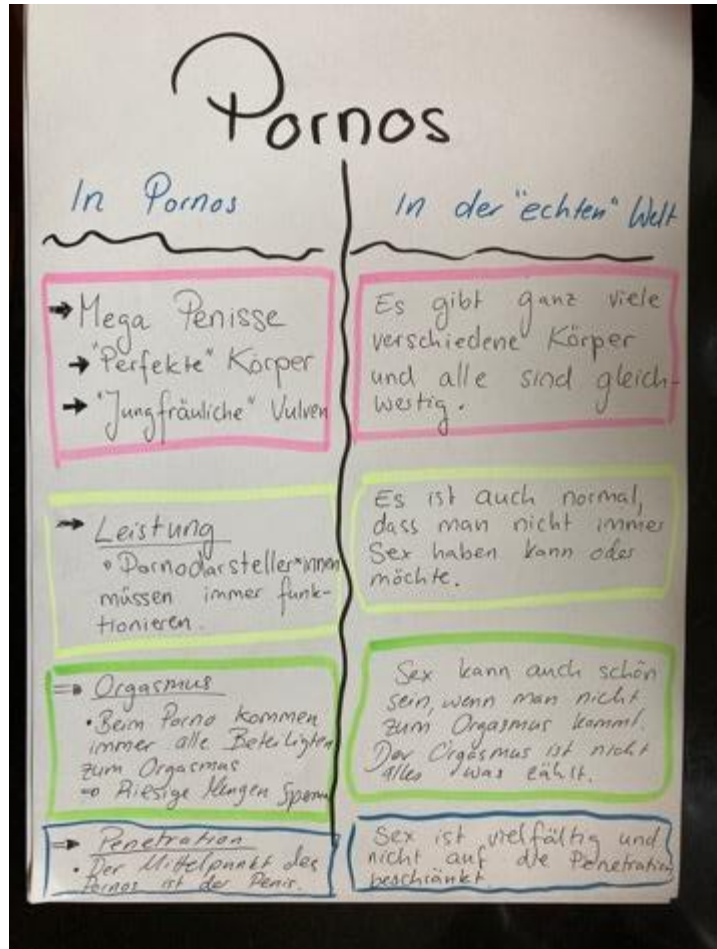 Pornos
In Pornos
In der "echten" Welt
→ Mega Penisse
→ "Perfekte" Körper
→ "Jungfräuliche" Vulven
Es gibt ganz viele
verschiedene Körper
und alle sind gleich-
wertig.
→ Leistung
• Pornodarsteller*innen
müssen immer funk-
tionieren.
Es ist auch normal,
dass man nicht immer
Sex haben kann oder
möchte.
⇒ Orgasmus
• Beim Porno kommen
immer alle Beteiligten
zum Orgasmus
⇒ Riesige Mengen Sperma
Sex kann auch schön
sein, wenn man nicht
zum Orgasmus kommt.
Der Orgasmus ist nicht
alles was zählt.
⇒ Penetration
• Der Mittelpunkt des
Pornos ist der Penis.
Sex ist vielfältig und
nicht auf die Penetration
beschränkt.